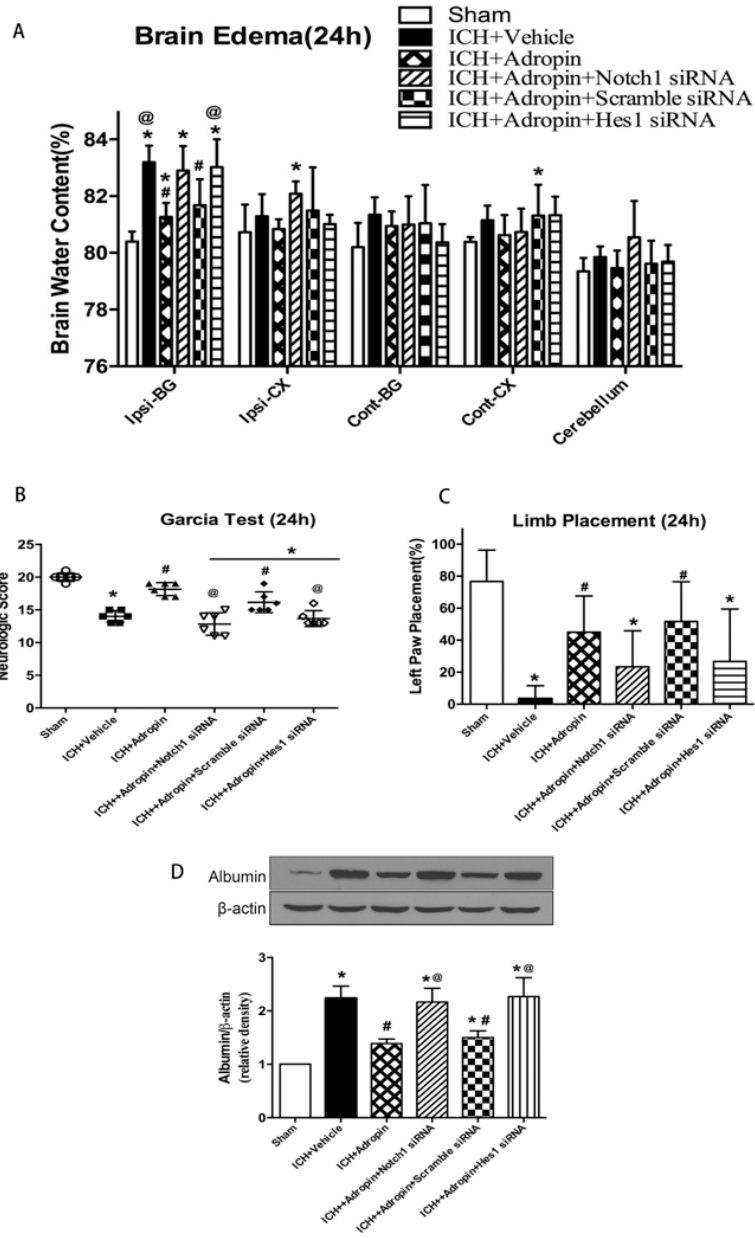 A
Brain Edema(24h)
Sham
ICH+Vehicle
ICH+Adropin
ICH+Adropin+Notch1 siRNA
ICH+Adropin+Scramble siRNA
ICH+Adropin+Hes1 siRNA
Brain Water Content(%)
84
82
80
78
76
@
*
*
#
*
#
@
*
*
*
Ipsi-BG
Ipsi-CX
Cont-BG
Cont-CX
Cerebellum
B
Garcia Test (24h)
Neurologic Score
25
20
15
10
5
0
*
#
*
@
#
@
Sham
ICH+Vehicle
ICH+Adropin
ICH++Adropin+Notch1 siRNA
ICH++Adropin+Scramble siRNA
ICH++Adropin+Hes1 siRNA
C
Limb Placement (24h)
Left Paw Placement(%)
100
80
60
40
20
0
*
#
*
#
*
Sham
ICH+Vehicle
ICH+Adropin
ICH++Adropin+Notch1 siRNA
ICH++Adropin+Scramble siRNA
ICH++Adropin+Hes1 siRNA
D
Albumin
β-actin
Albumin/β-actin
(relative density)
3
2
1
0
*
#
*@
*#
*@
Sham
ICH+Vehicle
ICH+Adropin
ICH++Adropin+Notch1 siRNA
ICH++Adropin+Scramble siRNA
ICH++Adropin+Hes1 siRNA